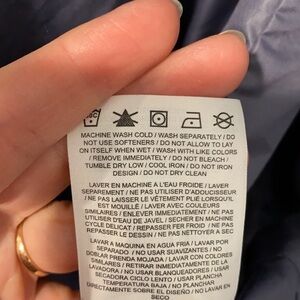 MACHINE WASH COLD / WASH SEPARATELY / DO
NOT USE SOFTENERS / DO NOT ALLOW TO LAY
ON ITSELF WHEN WET / WASH WITH LIKE COLORS
/ REMOVE IMMEDIATELY / DO NOT BLEACH /
TUMBLE DRY LOW / COOL IRON / DO NOT IRON
DESIGN / DO NOT DRY CLEAN
LAVER EN MACHINE A L'EAU FROIDE / LAVER
SEPAREMENT / NE PAS UTILISER D'ADOUCISSEUR
/ NE PAS LAISSER LE VÊTEMENT PLIÉ LORSQU'IL
EST MOUILLÉ / LAVER AVEC COULEURS
SIMILAIRES / ENLEVER IMMÉDIATEMENT / NE PAS
UTILISER D'EAU DE JAVEL / SECHER EN MACHINE
CYCLE DELICAT / REPASSER FER FROID / NE PAS
REPASSER LE DESSIN / NE PAS NETTOYER A SEC
LAVAR A MAQUINA EN AGUA FRIA / LAVAR POR
SEPARADO / NO USAR SUAVIZANTES / NO
DOBLAR PRENDA MOJADA / LAVAR CON COLORES
SIMILARES / RETIRAR INMEDIATAMENTE DE LA
LAVADORA / NO USAR BLANQUEADORES / USAR
SECADORA CICLO LENTO / PLANCHAR
TEMPERATURA BAJA / NO PLANCHAR
DIRECTAMENTE SOBRE EL DISEÑO / NO LAVAR EN
SECO